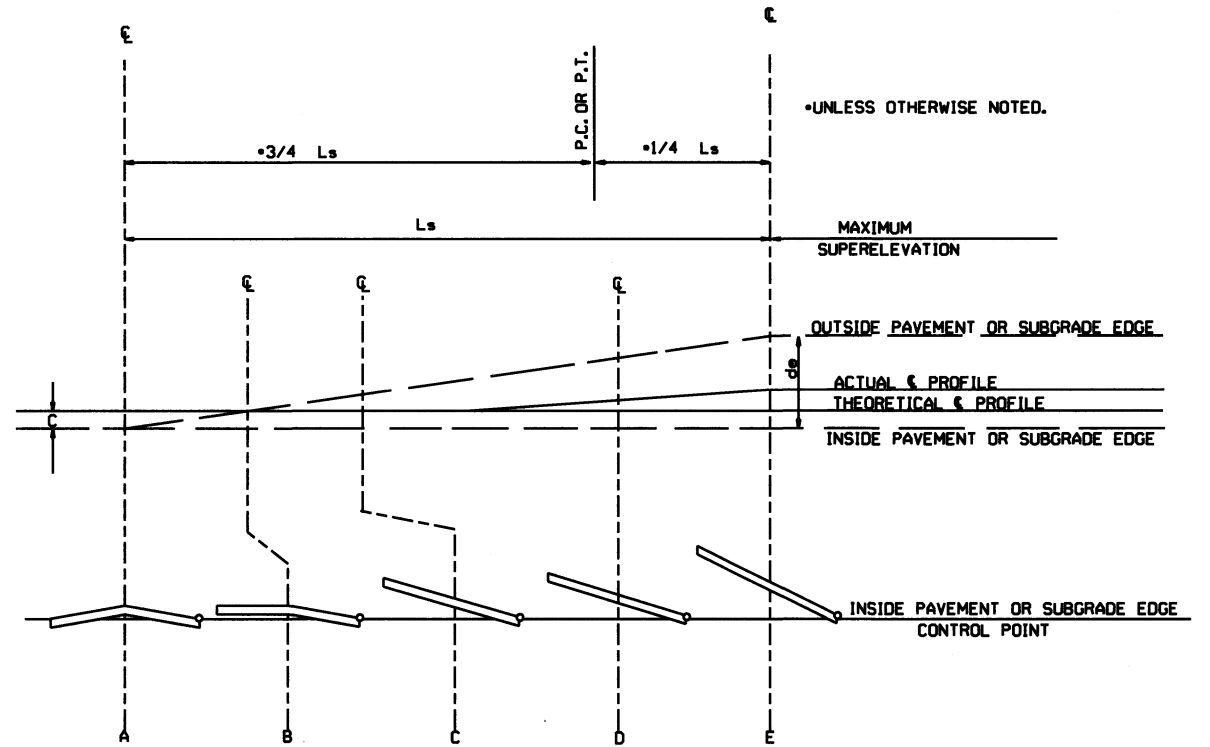 ℄
℄
P.C. OR P.T.
•UNLESS OTHERWISE NOTED.
•3/4 Ls
•1/4 Ls
Ls
MAXIMUM
SUPERELEVATION
℄
℄
℄
OUTSIDE PAVEMENT OR SUBGRADE EDGE
de
ACTUAL ℄ PROFILE
THEORETICAL ℄ PROFILE
C
INSIDE PAVEMENT OR SUBGRADE EDGE
INSIDE PAVEMENT OR SUBGRADE EDGE
CONTROL POINT
A
B
C
D
E